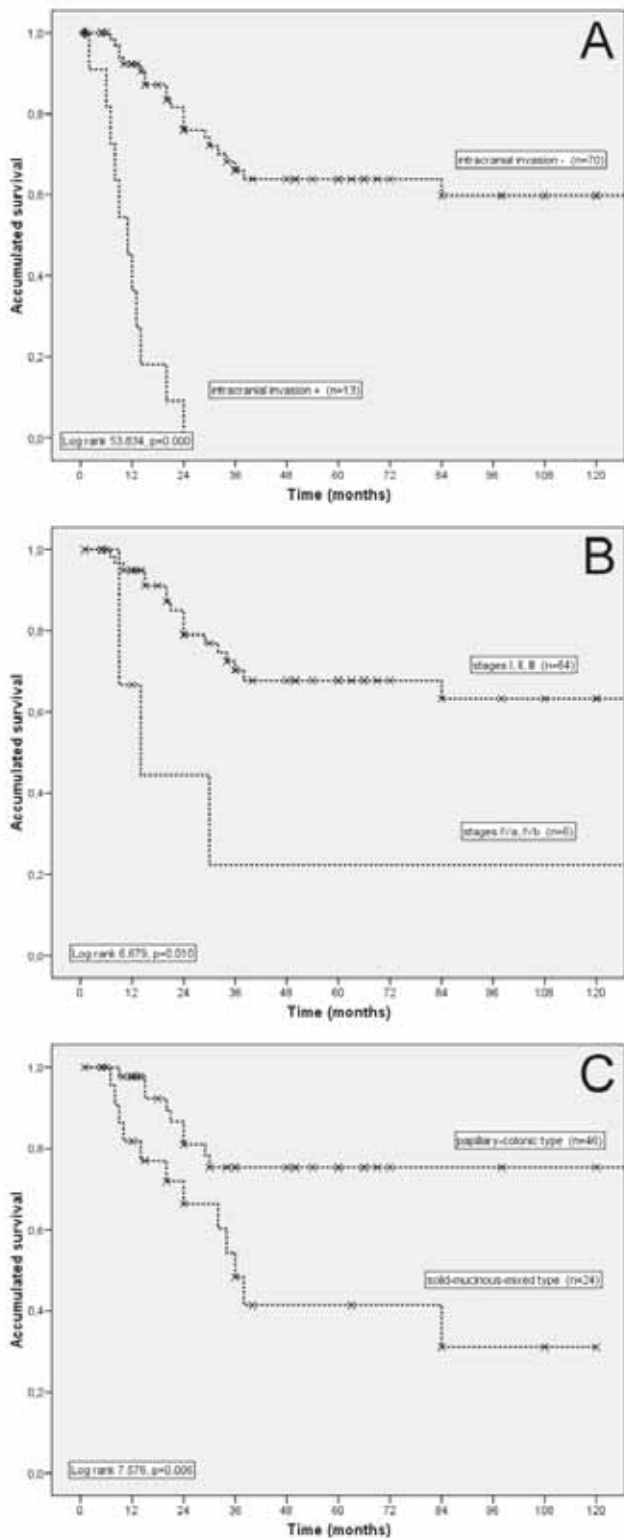 A
Accumulated survival
1,0
0,8
0,6
0,4
0,2
0,0
intracranial invasion - (n=70)
intracranial invasion + (n=13)
Log rank 53.834, p=0.000
0 12 24 36 48 60 72 84 96 108 120
Time (months)
B
Accumulated survival
1,0
0,8
0,6
0,4
0,2
0,0
stages I, II, III (n=64)
stages IVa, IVb (n=6)
Log rank 6.679, p=0.010
0 12 24 36 48 60 72 84 96 108 120
Time (months)
C
Accumulated survival
1,0
0,8
0,6
0,4
0,2
0,0
papillary-colonic type (n=46)
solid-mucinous-mixed type (n=24)
Log rank 7.576, p=0.006
0 12 24 36 48 60 72 84 96 108 120
Time (months)